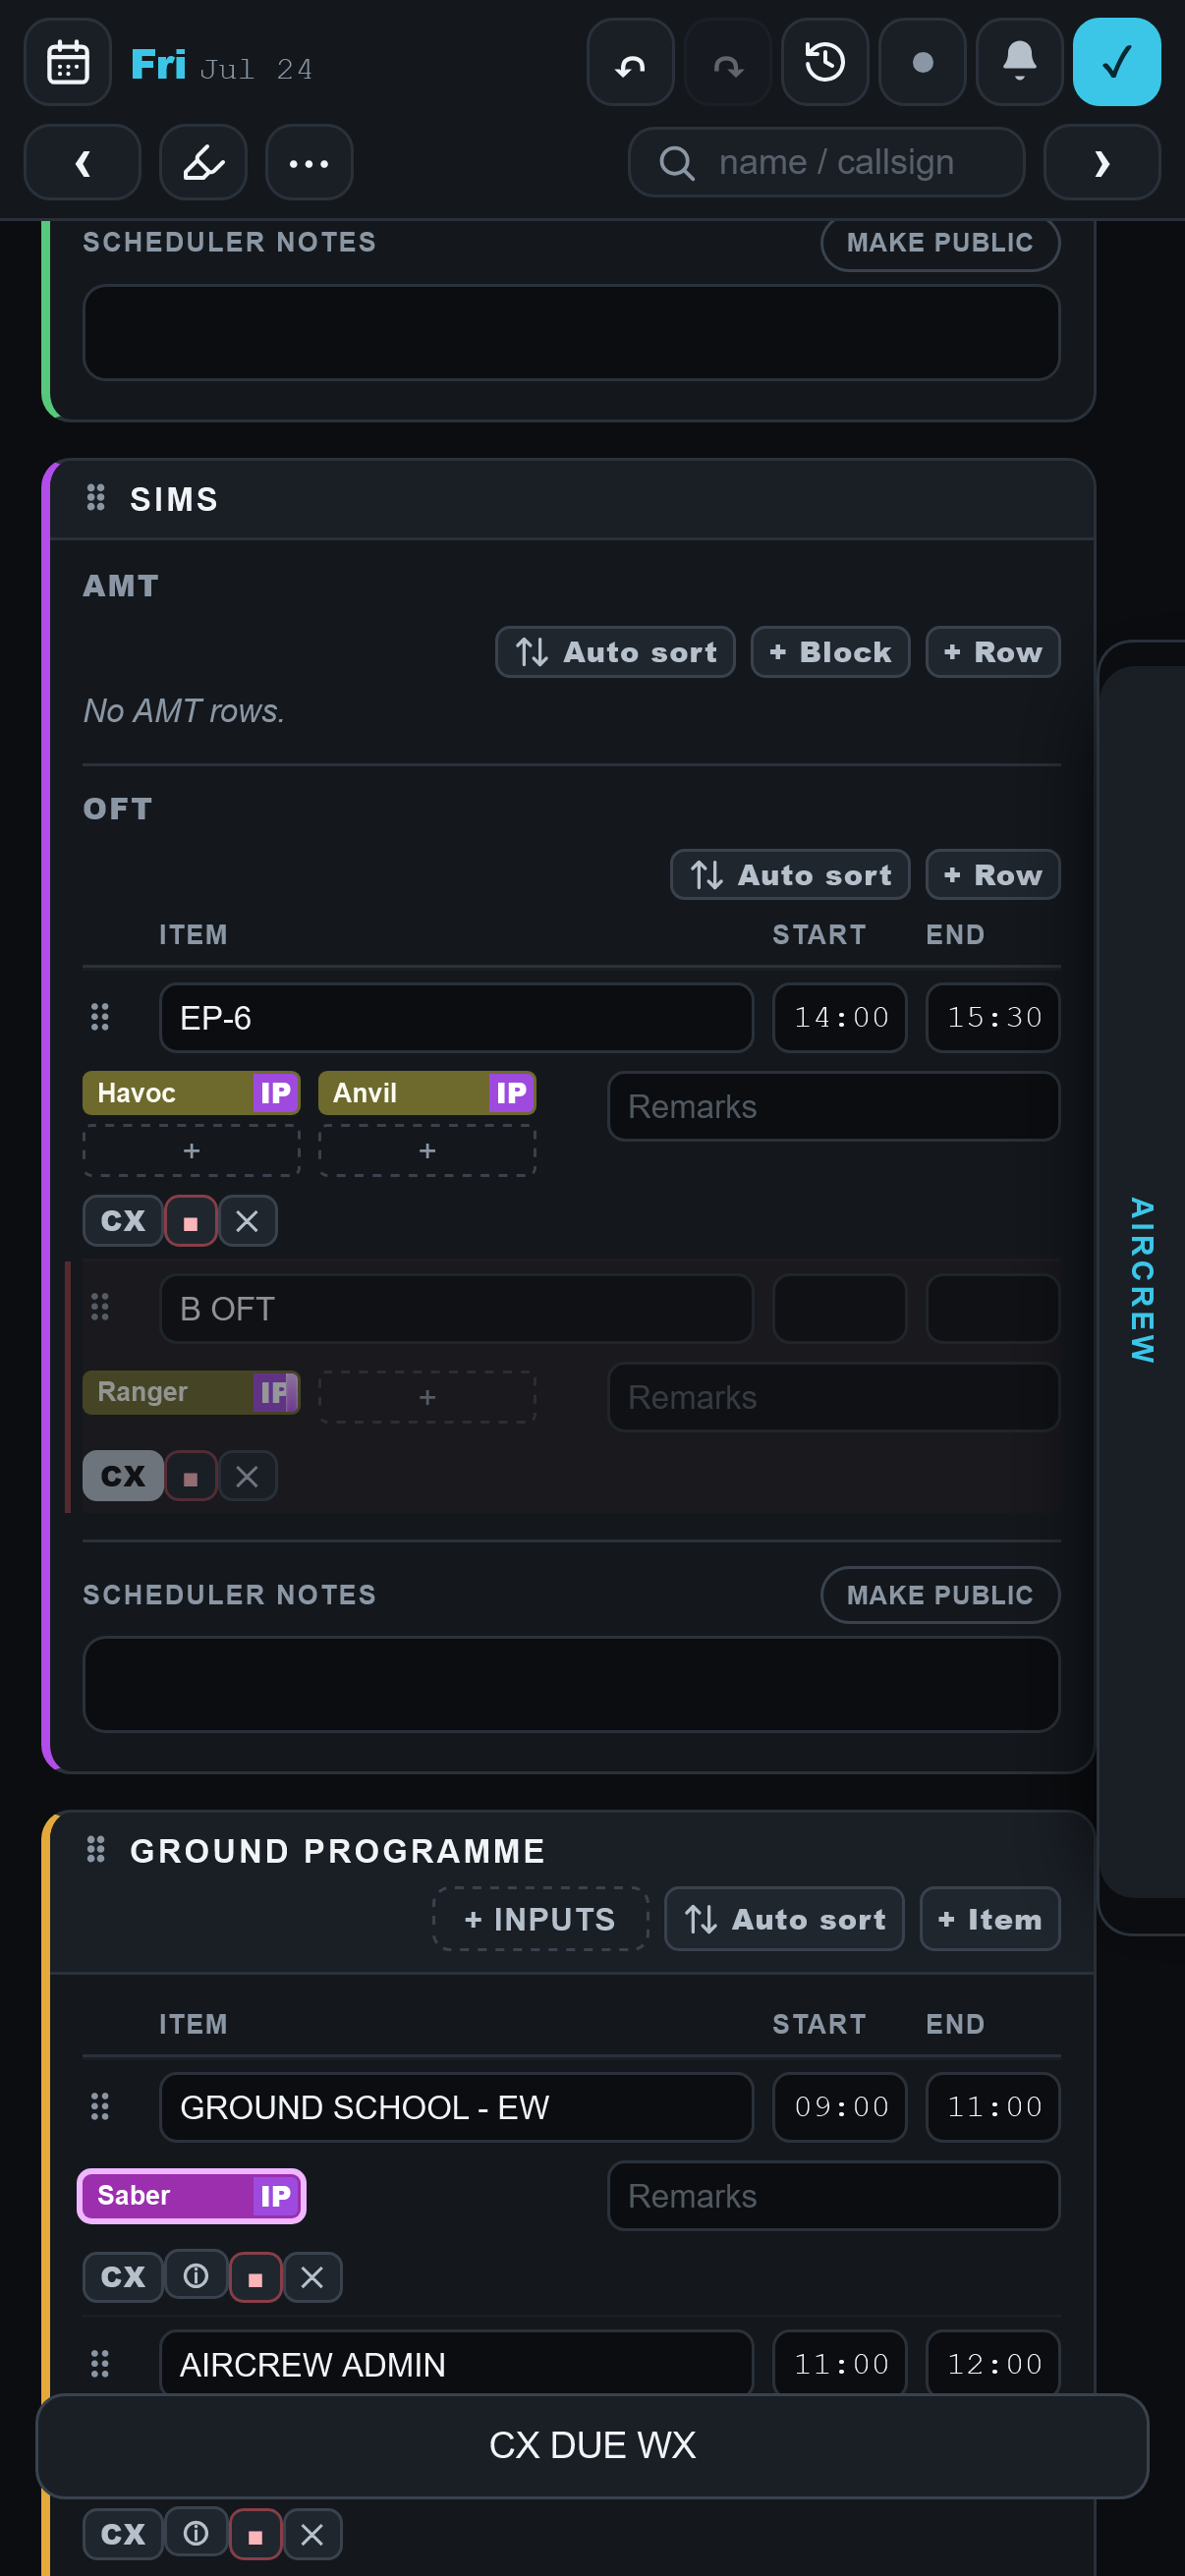 Fri Jul 24
name / callsign
SCHEDULER NOTES MAKE PUBLIC
SIMS
AMT
Auto sort + Block + Row
No AMT rows.
OFT
Auto sort + Row
ITEM START END
EP-6 14:00 15:30
Havoc IP Anvil IP Remarks
+ +
CX
B OFT
Ranger IP + Remarks
CX
SCHEDULER NOTES MAKE PUBLIC
AIRCREW
GROUND PROGRAMME
+ INPUTS Auto sort + Item
ITEM START END
GROUND SCHOOL - EW 09:00 11:00
Saber IP Remarks
CX
AIRCREW ADMIN 11:00 12:00
CX DUE WX
CX